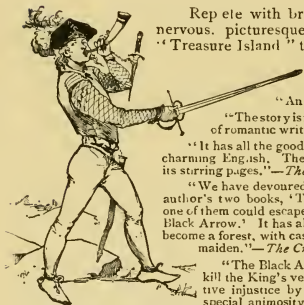 Rep ete with br
nervous. picturesque
"Treasure Island" t
"An
"The story is
of romantic writ
"It has all the good
charming Eng.ish. The
its stirring pages."—The
"We have devoured
author's two books, 'T
one of them could escap
Black Arrow.' It has al
become a forest, with cas
maiden."—The C
"The Black A
kill the King's ve
tive injustice by
special animosity